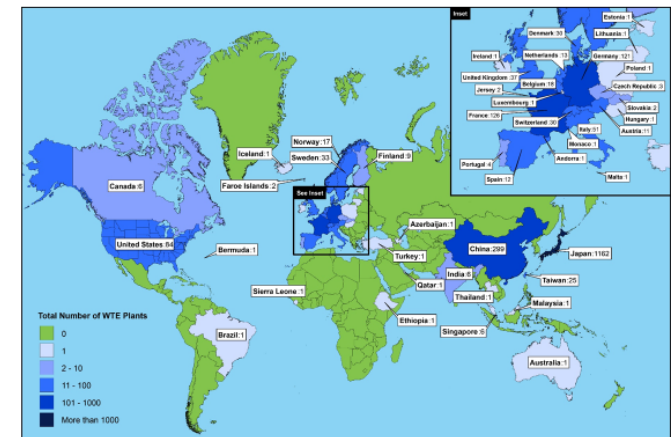 Inset
Estonia:1
Denmark:30
Lithuania:1
Ireland:1
Netherlands:13
Germany:121
Poland:1
United Kingdom:37
Belgium:18
Czech Republic:3
Jersey:2
Luxembourg:1
Slovakia:2
France:126
Hungary:1
Switzerland:30
Italy:51
Austria:11
Monaco:1
Portugal:4
Andorra:1
Spain:12
Malta:1
Norway:17
Iceland:1
Sweden:33
Finland:9
Canada:6
Faroe Islands:2
See Inset
Azerbaijan:1
United States:84
China:299
Bermuda:1
Japan:1162
Turkey:1
India:6
Taiwan:25
Sierra Leone:1
Qatar:1
Thailand:1
Malaysia:1
Ethiopia:1
Singapore:6
Brazil:1
Australia:1
Total Number of WTE Plants
0
1
2 - 10
11 - 100
101 - 1000
More than 1000